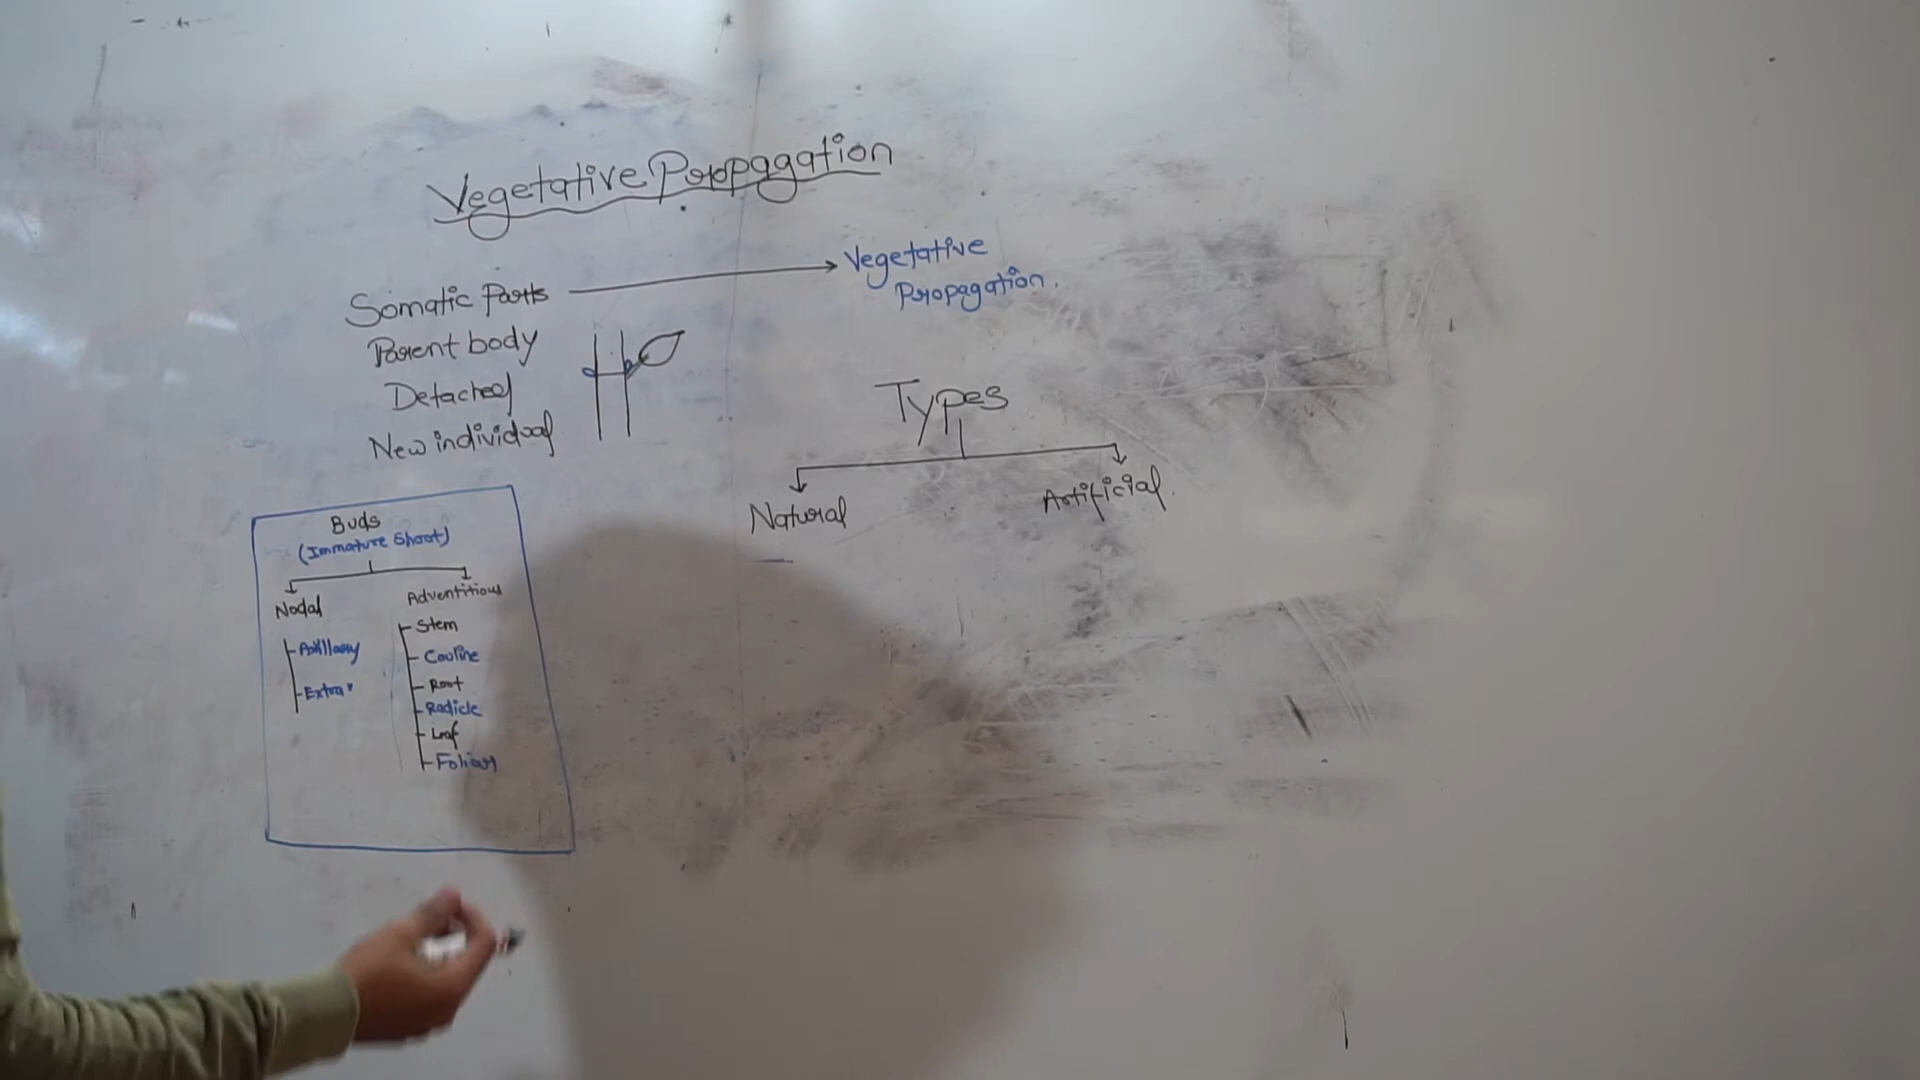 Vegetative Propagation
Somatic Parts
Vegetative
Propagation.
Parent body
Detached
New individual
Types
Natural
Artificial.
Buds
(Immature Shoot)
Nodal
Adventitious
Axillary
Extra"
Stem
Cauline
Root
Radicle
Leaf
Foliar